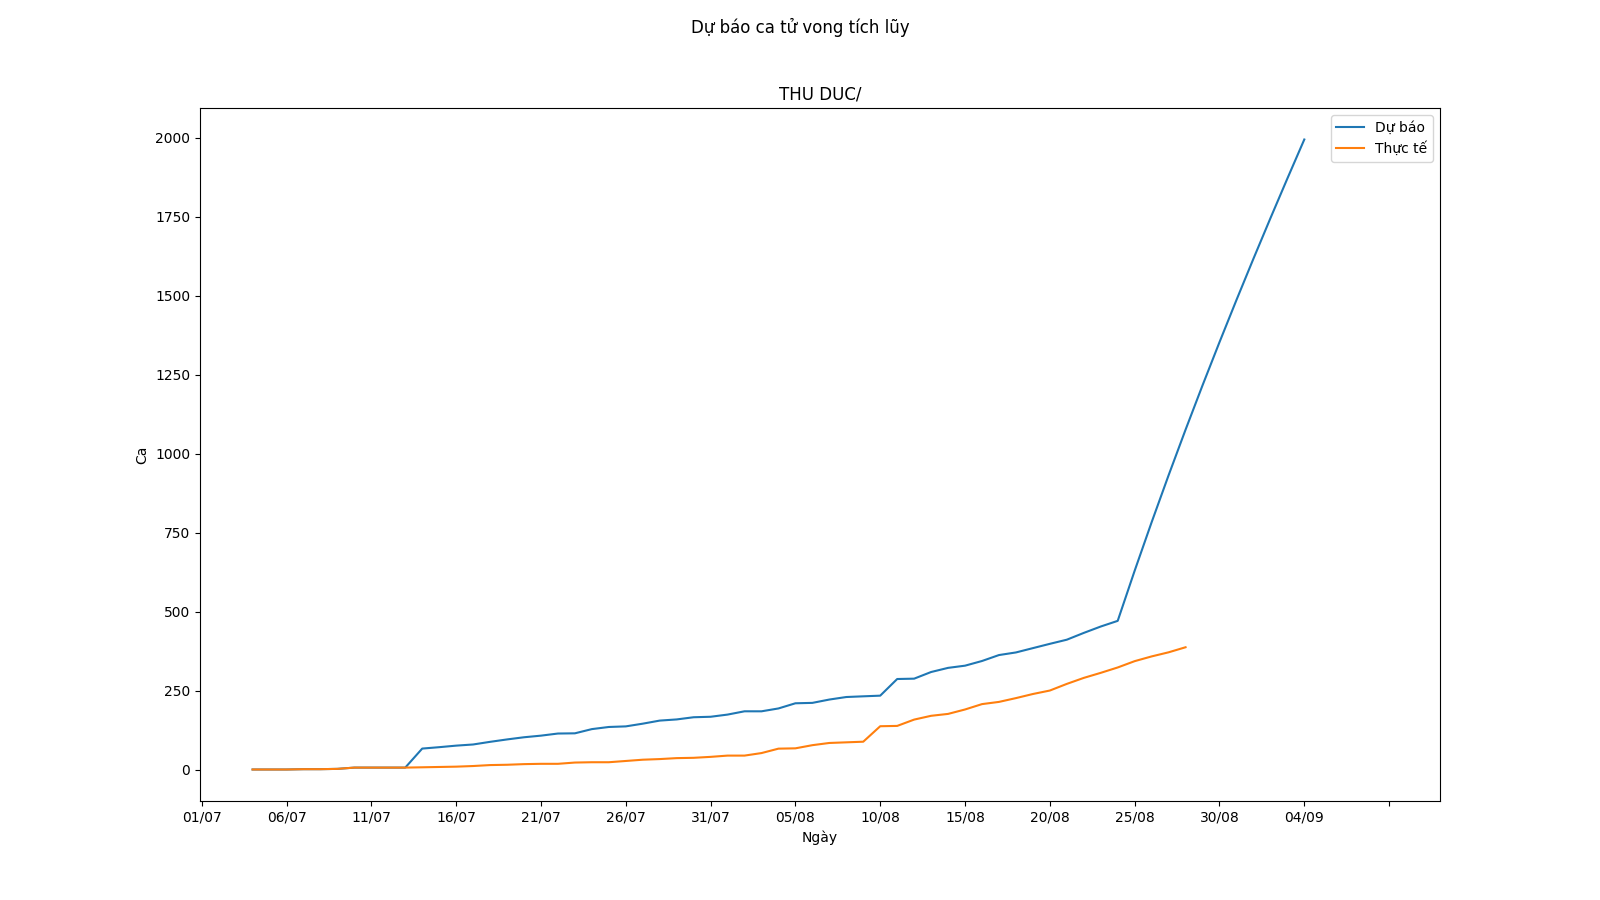 Dự báo ca tử vong tích lũy
THU DUC/
Dự báo
Thực tế
2000
1750
1500
1250
1000
750
500
250
0
Ca
01/07 06/07 11/07 16/07 21/07 26/07 31/07 05/08 10/08 15/08 20/08 25/08 30/08 04/09
Ngày